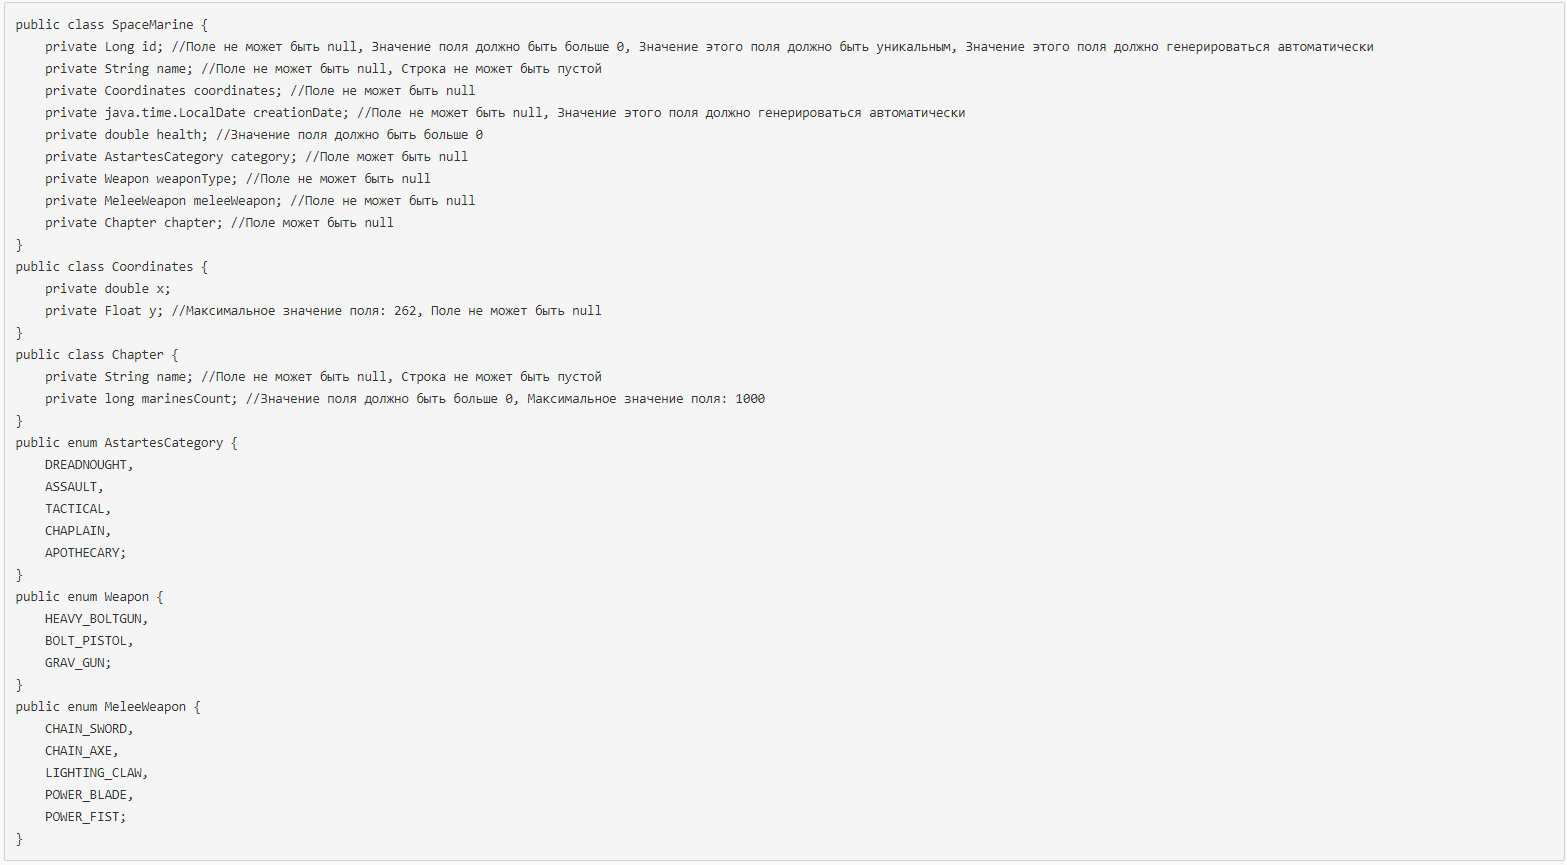 public class SpaceMarine {
    private Long id; //Поле не может быть null, Значение поля должно быть больше 0, Значение этого поля должно быть уникальным, Значение этого поля должно генерироваться автоматически
    private String name; //Поле не может быть null, Строка не может быть пустой
    private Coordinates coordinates; //Поле не может быть null
    private java.time.LocalDate creationDate; //Поле не может быть null, Значение этого поля должно генерироваться автоматически
    private double health; //Значение поля должно быть больше 0
    private AstartesCategory category; //Поле может быть null
    private Weapon weaponType; //Поле не может быть null
    private MeleeWeapon meleeWeapon; //Поле не может быть null
    private Chapter chapter; //Поле может быть null
}
public class Coordinates {
    private double x;
    private Float y; //Максимальное значение поля: 262, Поле не может быть null
}
public class Chapter {
    private String name; //Поле не может быть null, Строка не может быть пустой
    private long marinesCount; //Значение поля должно быть больше 0, Максимальное значение поля: 1000
}
public enum AstartesCategory {
    DREADNOUGHT,
    ASSAULT,
    TACTICAL,
    CHAPLAIN,
    APOTHECARY;
}
public enum Weapon {
    HEAVY_BOLTGUN,
    BOLT_PISTOL,
    GRAV_GUN;
}
public enum MeleeWeapon {
    CHAIN_SWORD,
    CHAIN_AXE,
    LIGHTING_CLAW,
    POWER_BLADE,
    POWER_FIST;
}